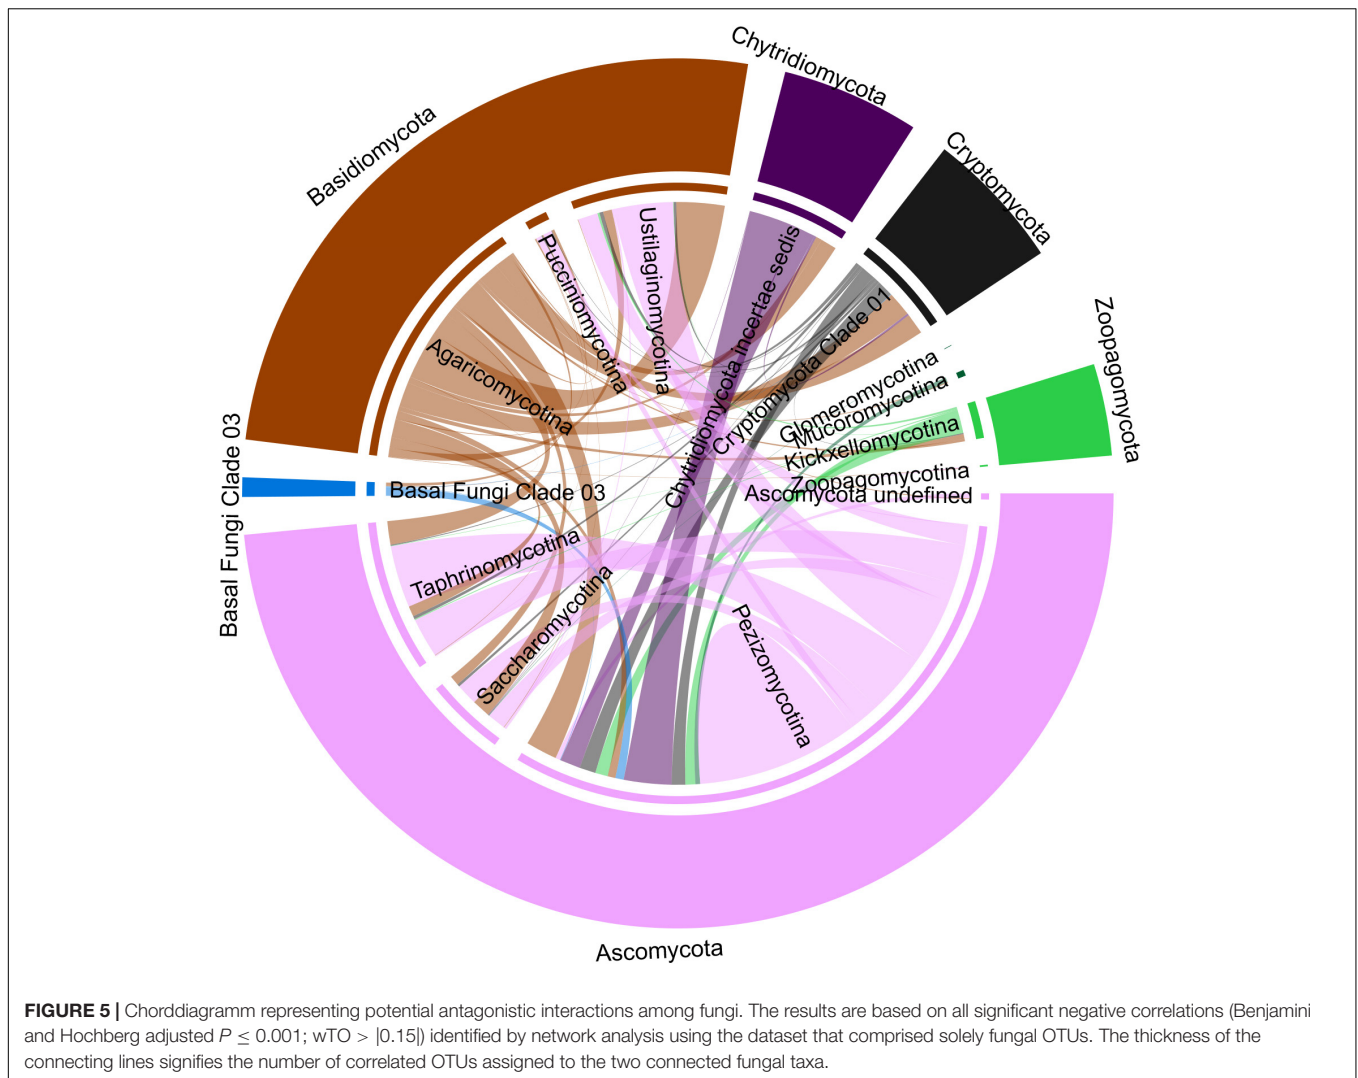 Chytridiomycota
Basidiomycota
Cryptomycota
Zoopagomycota
Ustilaginomycotina
Pucciniomycotina
Chytridiomycota incertae sedis
Cryptomycota Clade 01
Agaricomycotina
Glomeromycotina
Mucoromycotina
Kickxellomycotina
Zoopagomycotina
Ascomycota undefined
Basal Fungi Clade 03
Basal Fungi Clade 03
Taphrinomycotina
Saccharomycotina
Pezizomycotina
Ascomycota
FIGURE 5 | Chorddiagramm representing potential antagonistic interactions among fungi. The results are based on all significant negative correlations (Benjamini
and Hochberg adjusted P ≤ 0.001; wTO > |0.15|) identified by network analysis using the dataset that comprised solely fungal OTUs. The thickness of the
connecting lines signifies the number of correlated OTUs assigned to the two connected fungal taxa.